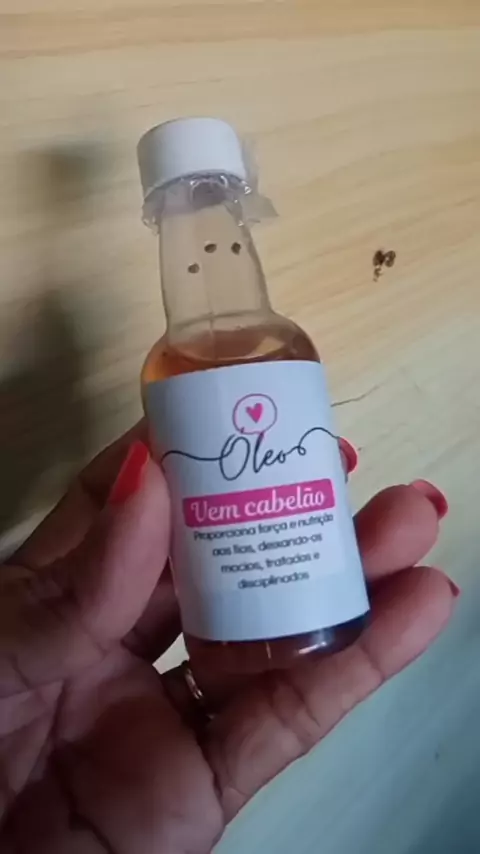 Óleo
Vem cabelão
Proporciona força e nutrição
aos fios, deixando-os
macios, tratados e
disciplinados